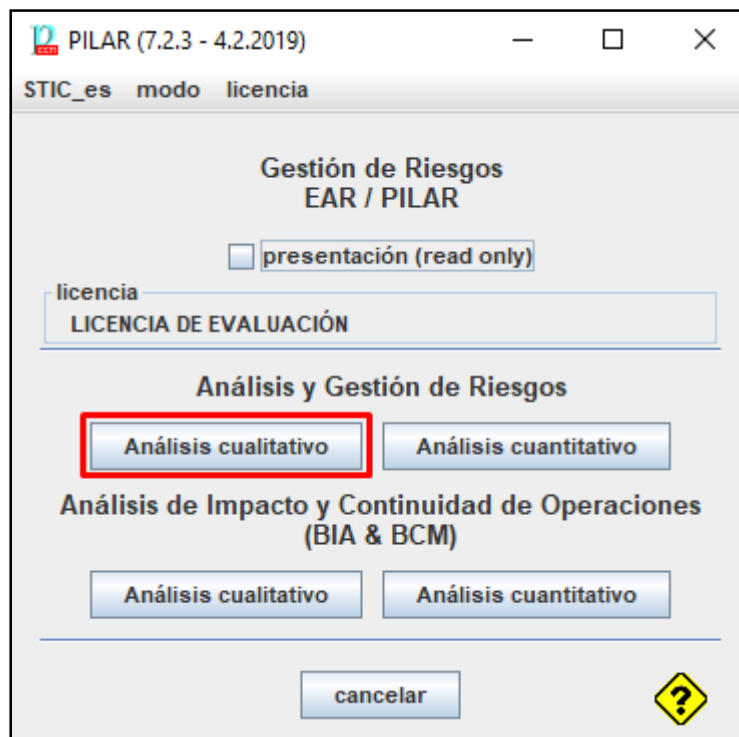 PILAR (7.2.3 - 4.2.2019)
STIC_es modo licencia
Gestión de Riesgos
EAR / PILAR
presentación (read only)
licencia
LICENCIA DE EVALUACIÓN
Análisis y Gestión de Riesgos
Análisis cualitativo Análisis cuantitativo
Análisis de Impacto y Continuidad de Operaciones
(BIA & BCM)
Análisis cualitativo Análisis cuantitativo
cancelar ?